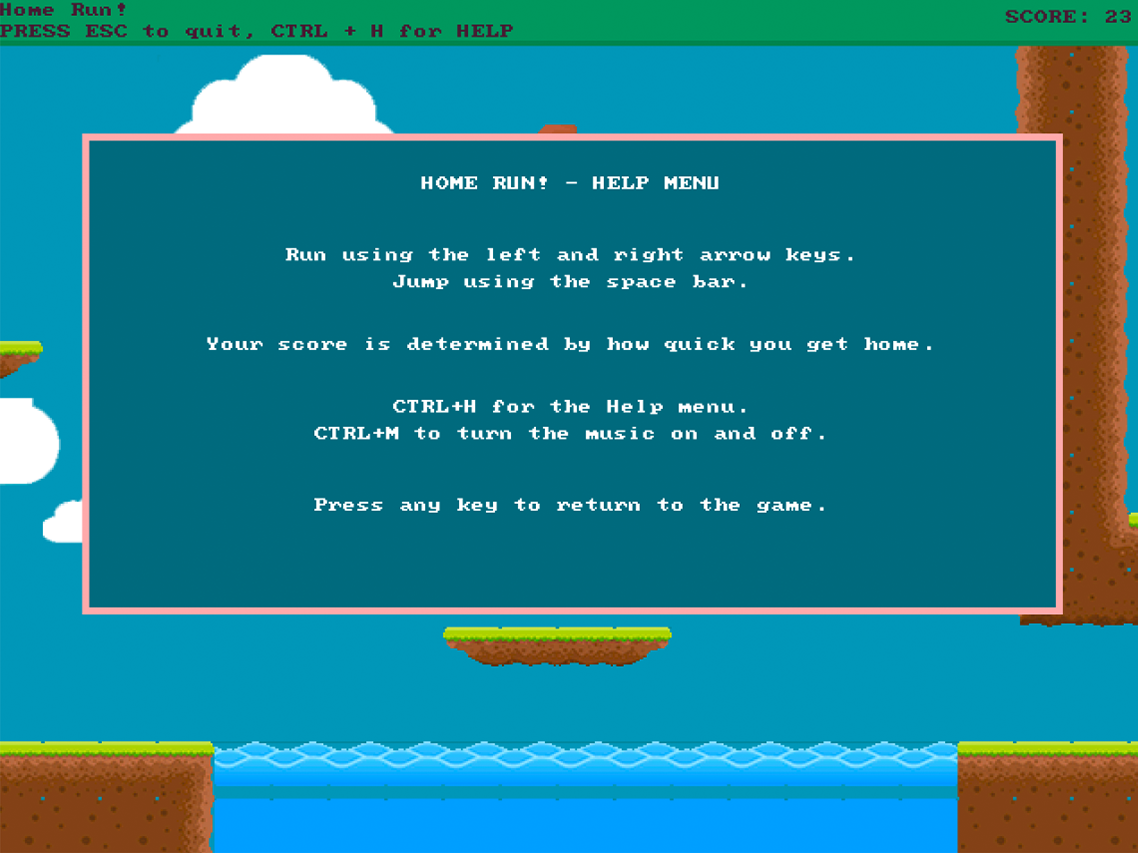 Home Run!
PRESS ESC to quit, CTRL + H for HELP
SCORE: 23
HOME RUN! - HELP MENU
Run using the left and right arrow keys.
Jump using the space bar.
Your score is determined by how quick you get home.
CTRL+H for the Help menu.
CTRL+M to turn the music on and off.
Press any key to return to the game.